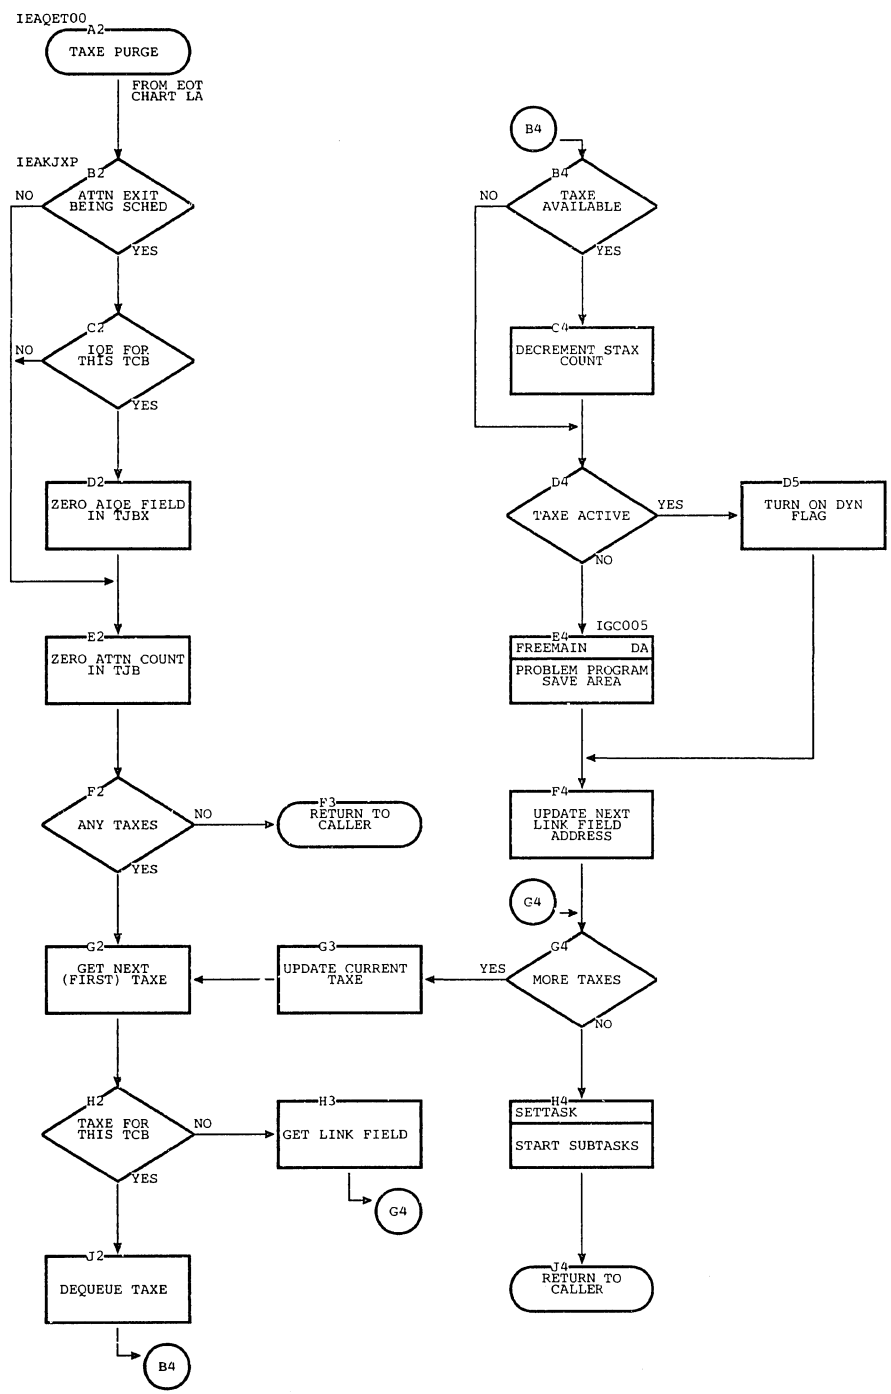 IEAQET00
A2
TAXE PURGE
FROM EOT
CHART LA
IEAKJXP
B2
ATTN EXIT
BEING SCHED
NO
YES
C2
IQE FOR
THIS TCB
NO
YES
D2
ZERO AIQE FIELD
IN TJBX
E2
ZERO ATTN COUNT
IN TJB
F2
ANY TAXES
NO
YES
F3
RETURN TO
CALLER
G2
GET NEXT
(FIRST) TAXE
G3
UPDATE CURRENT
TAXE
H2
TAXE FOR
THIS TCB
NO
YES
H3
GET LINK FIELD
G4
J2
DEQUEUE TAXE
B4
B4
B4
TAXE
AVAILABLE
NO
YES
C4
DECREMENT STAX
COUNT
D4
TAXE ACTIVE
YES
NO
D5
TURN ON DYN
FLAG
IGC005
E4
FREEMAIN DA
PROBLEM PROGRAM
SAVE AREA
F4
UPDATE NEXT
LINK FIELD
ADDRESS
G4
G4
MORE TAXES
YES
NO
H4
SETTASK
START SUBTASKS
J4
RETURN TO
CALLER